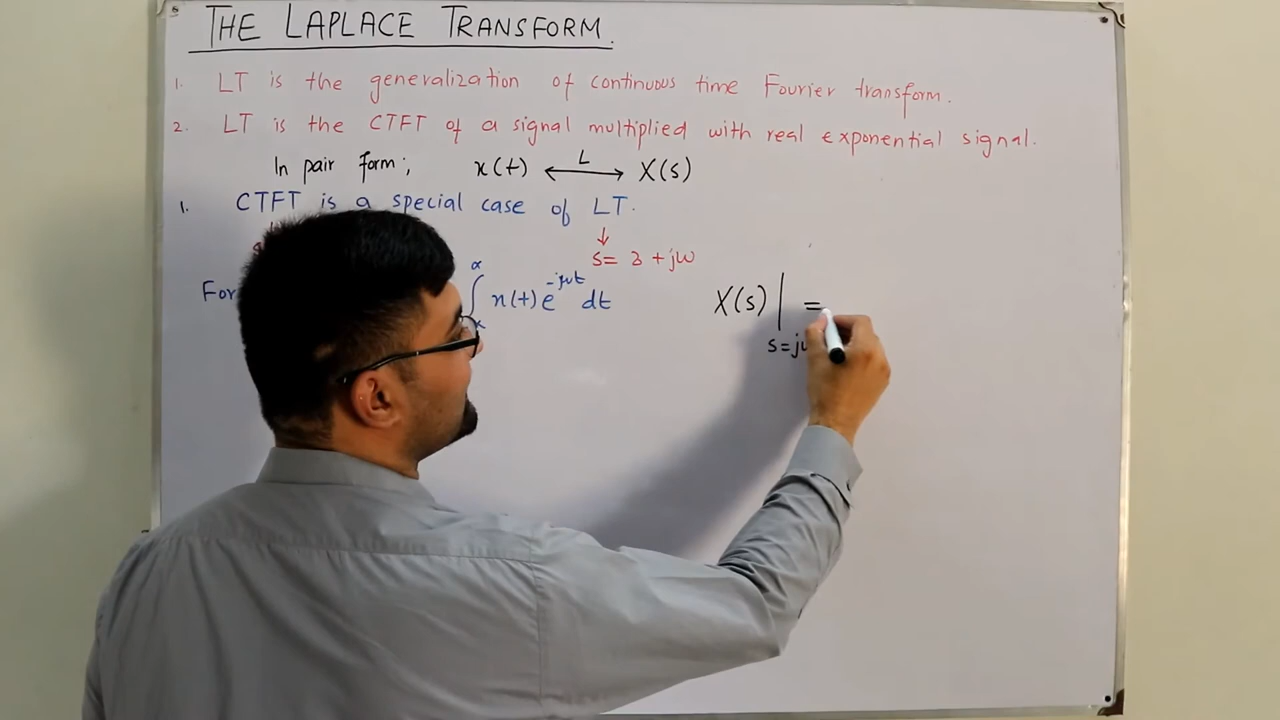 THE LAPLACE TRANSFORM.
1. LT is the generalization of continuous time Fourier transform.
2. LT is the CTFT of a signal multiplied with real exponential signal.
In pair form; x(t) ⟷ L X(s)
1. CTFT is a special case of LT.
↓
s= 3 + jω
For ∫ x(t) e^-jωt dt X(s)| =
s=jω